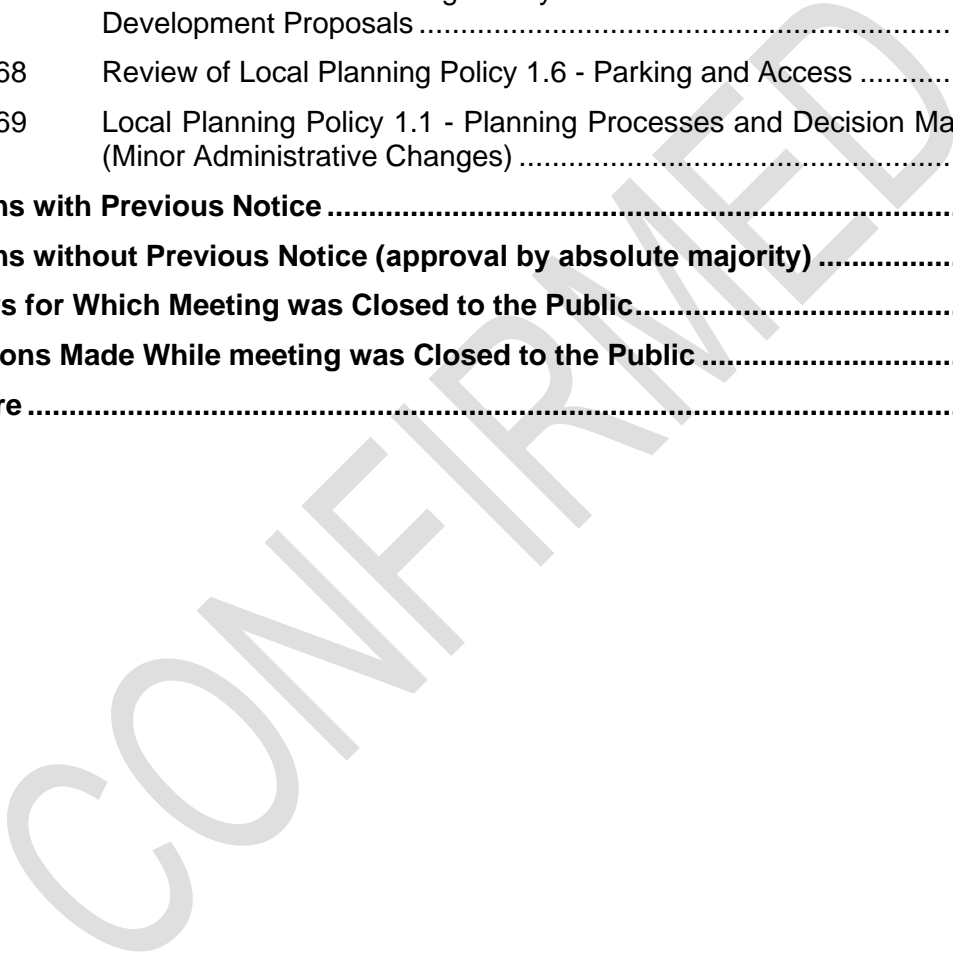 Development Proposals ...............................................................................
68 Review of Local Planning Policy 1.6 - Parking and Access ...........
69 Local Planning Policy 1.1 - Planning Processes and Decision Ma
(Minor Administrative Changes) .....................................................
ns with Previous Notice ............................................................................
ns without Previous Notice (approval by absolute majority) ................
s for Which Meeting was Closed to the Public.......................................
ions Made While meeting was Closed to the Public ..............................
re ................................................................................................................
CONFIRMED